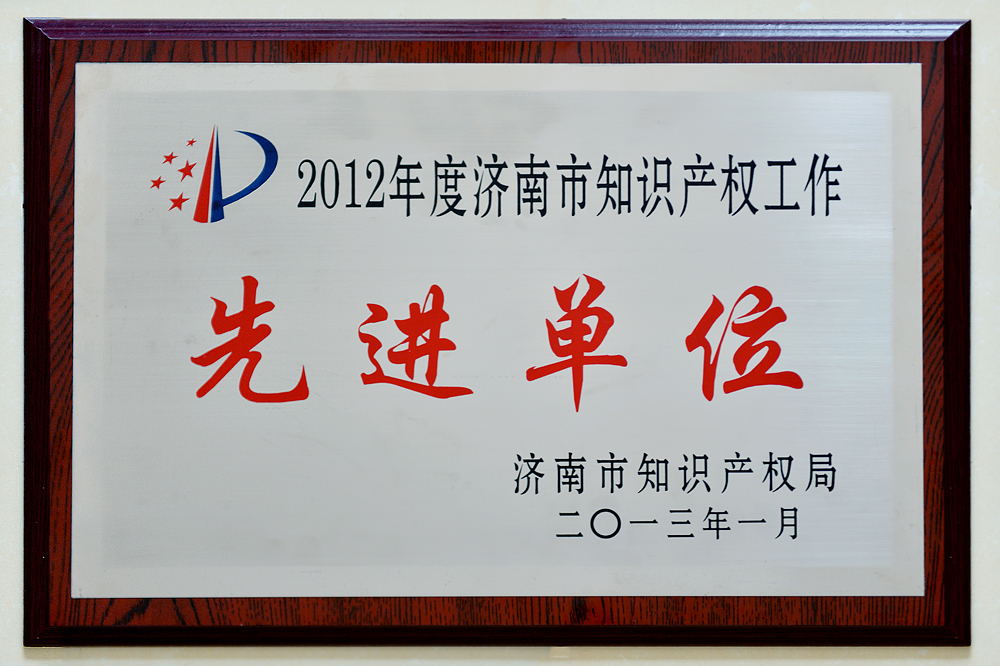 2012年度济南市知识产权工作
先进单位
济南市知识产权局
二〇一三年一月